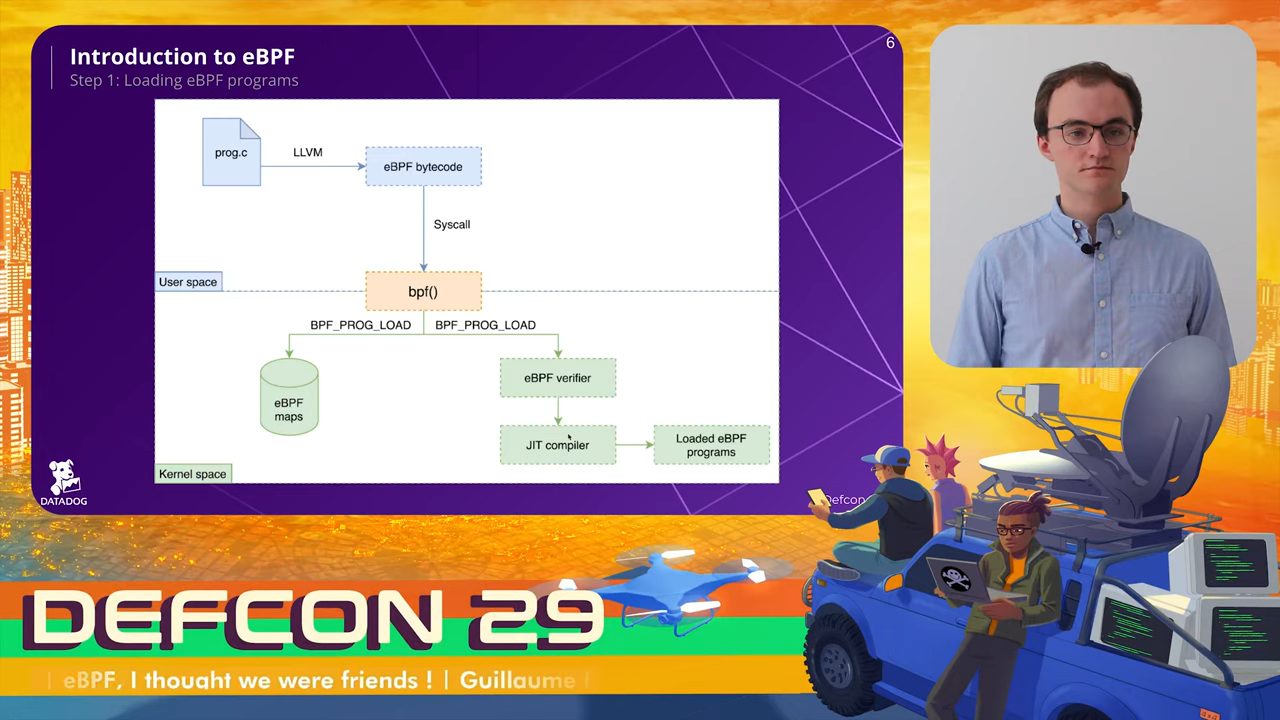 Introduction to eBPF
6
Step 1: Loading eBPF programs
prog.c
LLVM
eBPF bytecode
Syscall
User space
bpf()
BPF_PROG_LOAD
BPF_PROG_LOAD
eBPF verifier
eBPF
maps
JIT compiler
Loaded eBPF
programs
Kernel space
DATADOG
Defcon
DEFCON 29
| eBPF, I thought we were friends ! | Guillaume